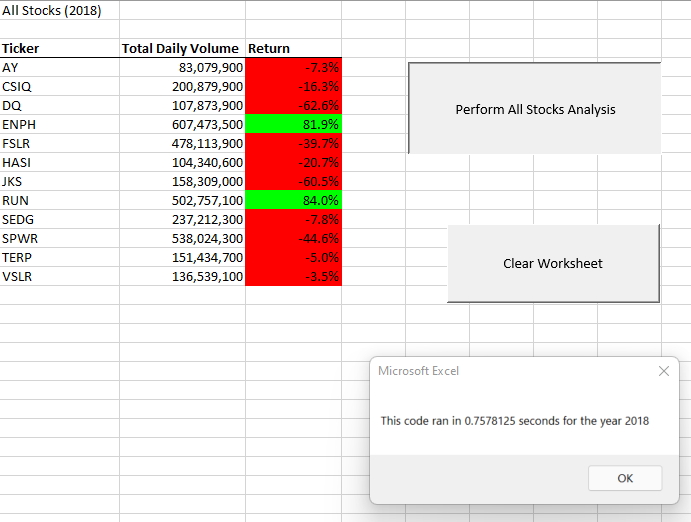 All Stocks (2018)
Ticker Total Daily Volume Return
AY 83,079,900 -7.3%
CSIQ 200,879,900 -16.3%
DQ 107,873,900 -62.6%
ENPH 607,473,500 81.9%
FSLR 478,113,900 -39.7%
HASI 104,340,600 -20.7%
JKS 158,309,000 -60.5%
RUN 502,757,100 84.0%
SEDG 237,212,300 -7.8%
SPWR 538,024,300 -44.6%
TERP 151,434,700 -5.0%
VSLR 136,539,100 -3.5%
Perform All Stocks Analysis
Clear Worksheet
Microsoft Excel
This code ran in 0.7578125 seconds for the year 2018
OK